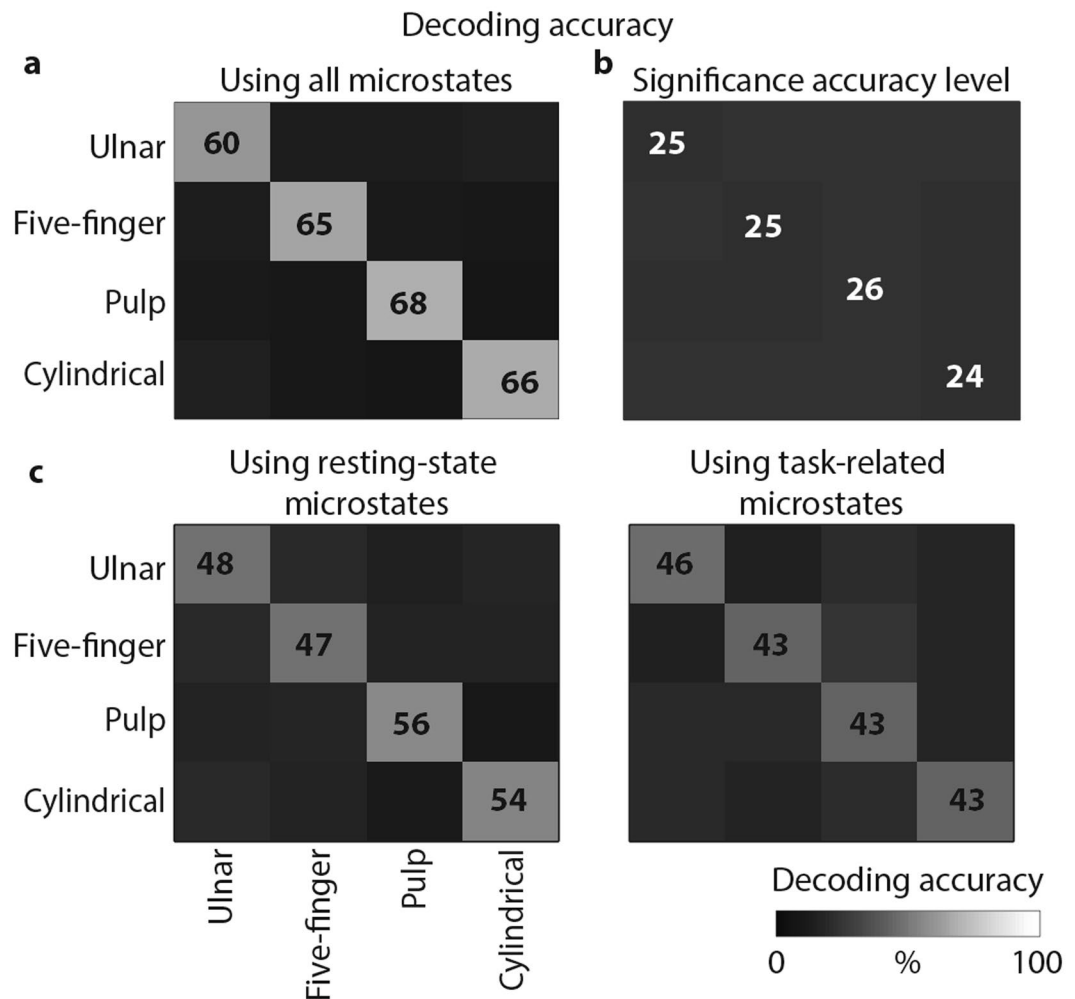 Decoding accuracy
a
Using all microstates
Ulnar
Five-finger
Pulp
Cylindrical
60
65
68
66
b
Significance accuracy level
25
25
26
24
c
Using resting-state
microstates
Ulnar
Five-finger
Pulp
Cylindrical
48
47
56
54
Ulnar
Five-finger
Pulp
Cylindrical
Using task-related
microstates
46
43
43
43
Decoding accuracy
0 % 100